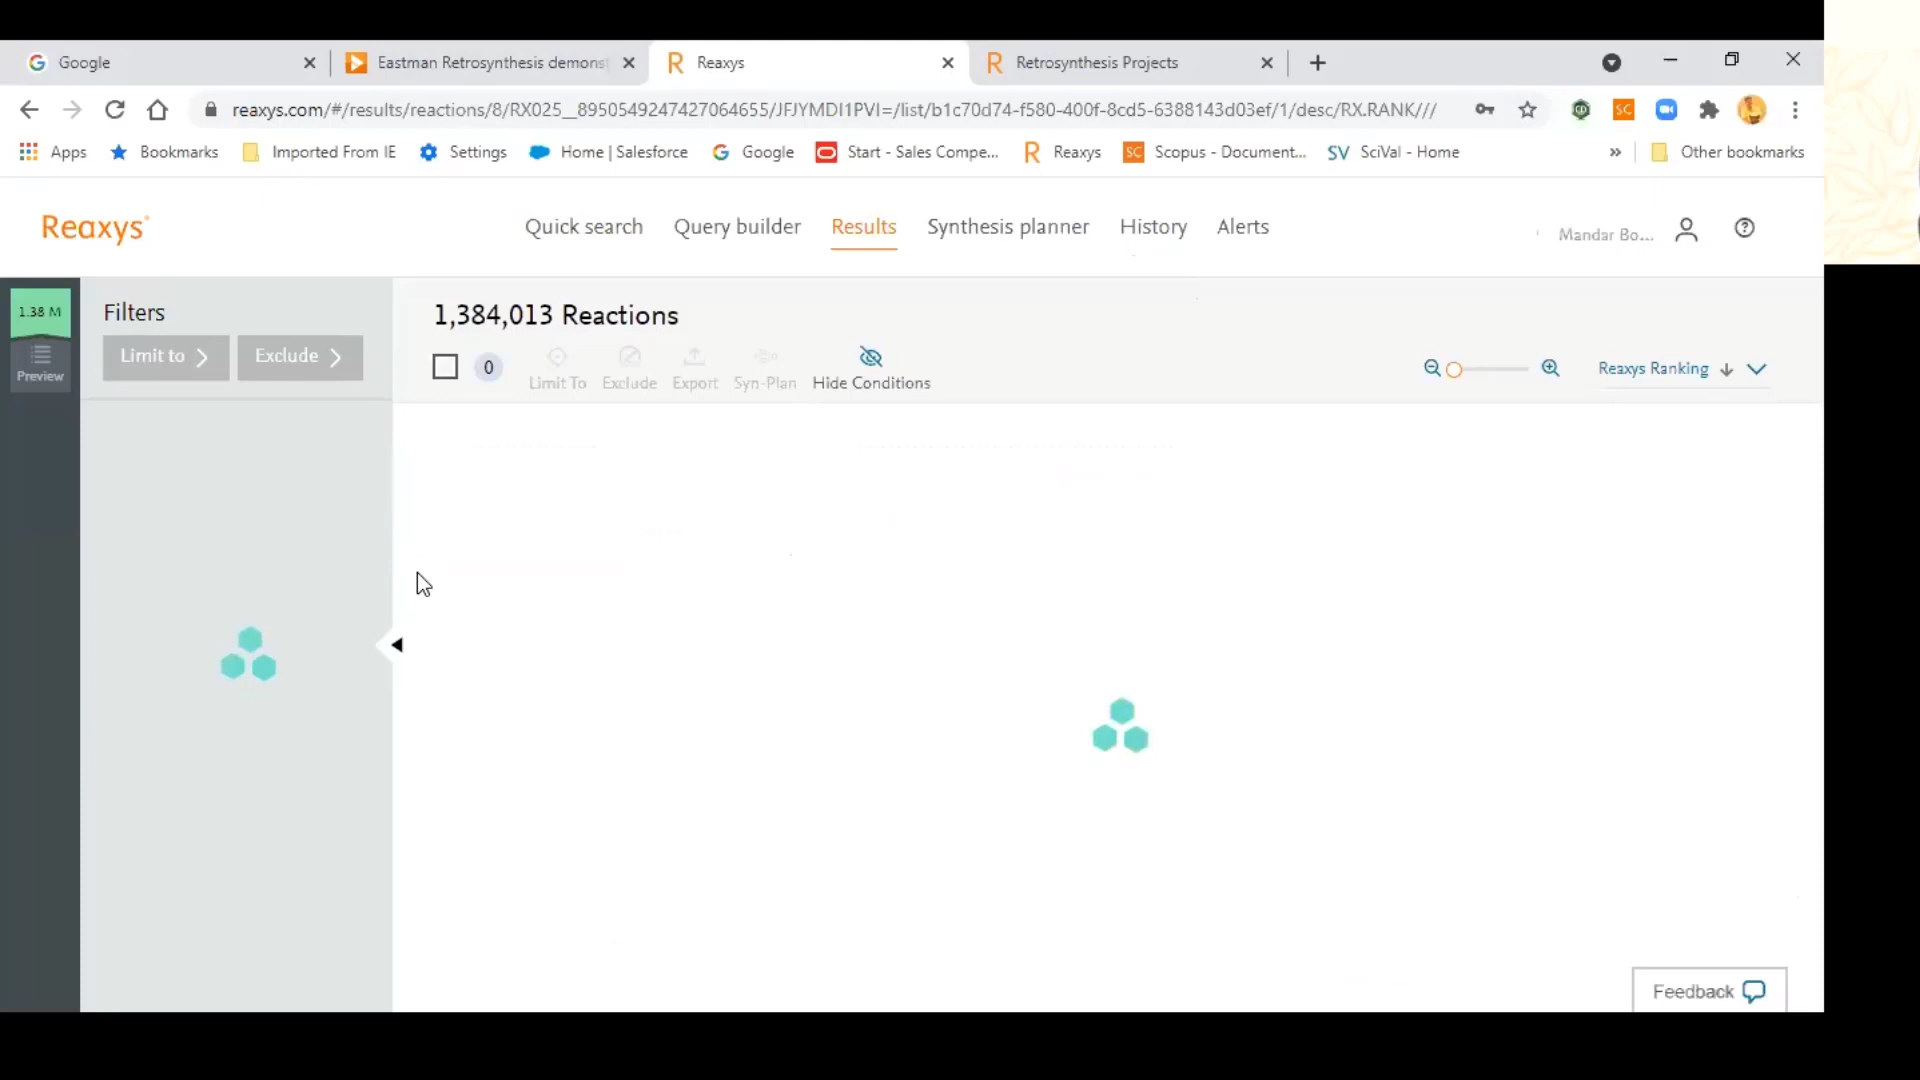 Google
Eastman Retrosynthesis demonst
Reaxys
Retrosynthesis Projects
reaxys.com/#/results/reactions/8/RX025__8950549247427064655/JFJYMDI1PVI=/list/b1c70d74-f580-400f-8cd5-6388143d03ef/1/desc/RX.RANK///
Apps
Bookmarks
Imported From IE
Settings
Home | Salesforce
Google
Start - Sales Compe...
Reaxys
SC
Scopus - Document...
SV
SciVal - Home
»
Other bookmarks
Reaxys
Quick search
Query builder
Results
Synthesis planner
History
Alerts
Mandar Bo...
1.38 M
Preview
Filters
Limit to
Exclude
1,384,013 Reactions
0
Limit To
Exclude
Export
Syn-Plan
Hide Conditions
Reaxys Ranking
Feedback